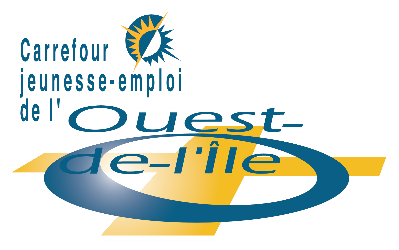 Carrefour
jeunesse-emploi
de l'
Ouest-
de-l'Île